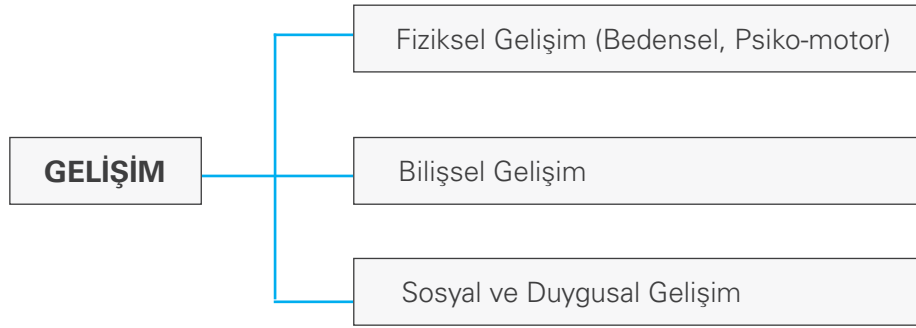 Fiziksel Gelişim (Bedensel, Psiko-motor)
GELİŞİM
Bilişsel Gelişim
Sosyal ve Duygusal Gelişim